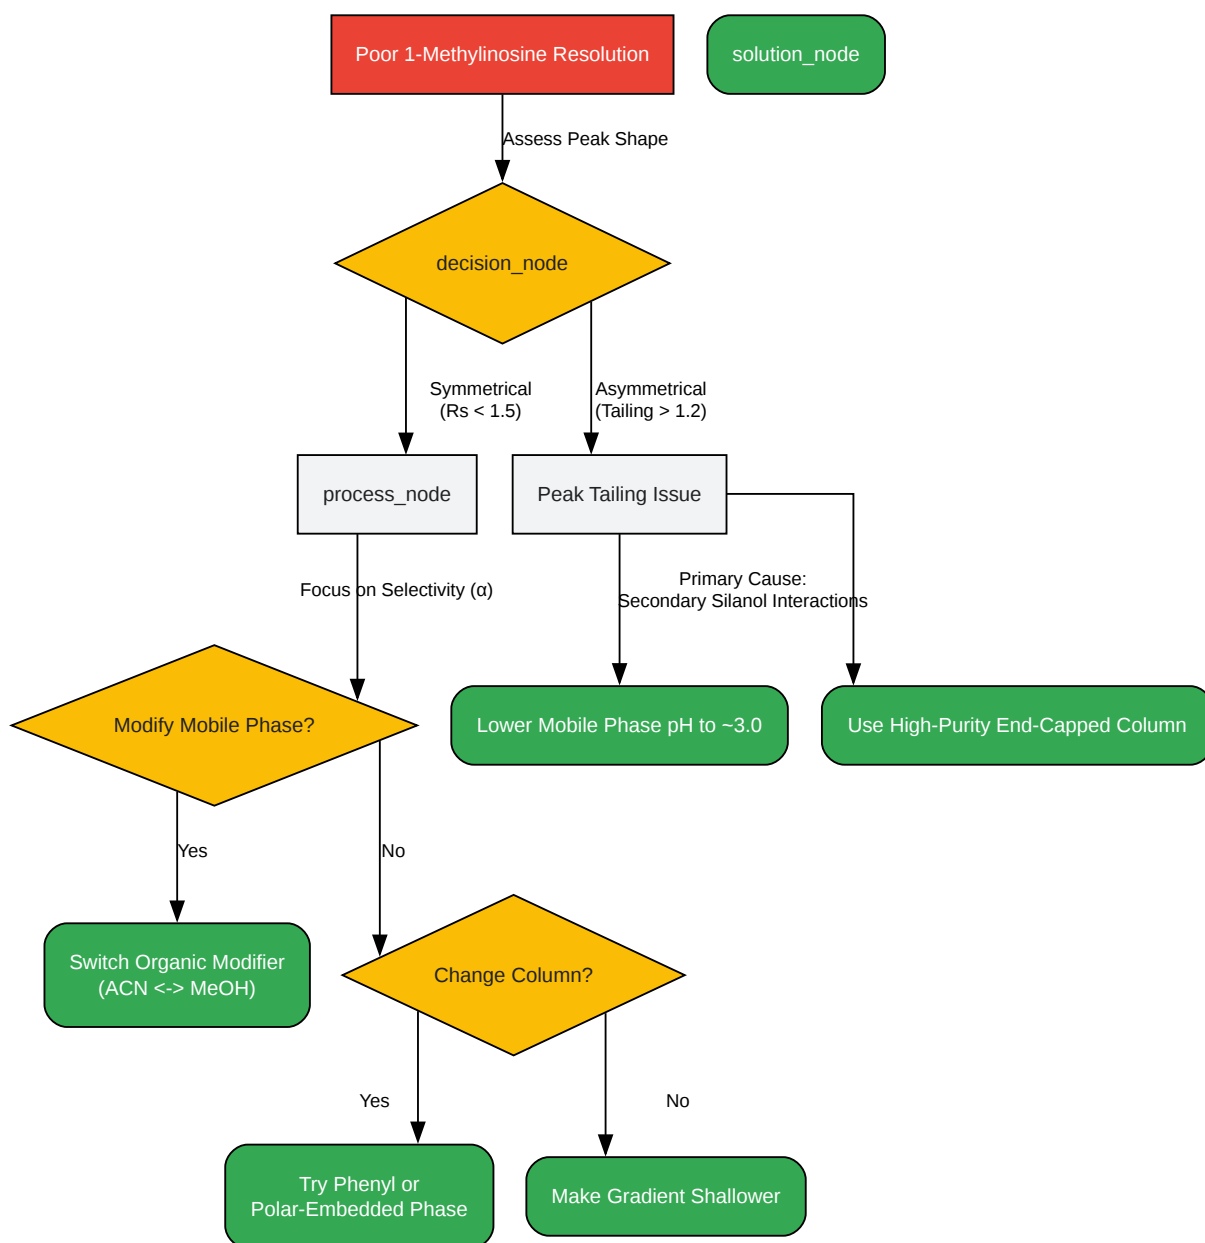 Poor 1-Methylinosine Resolution
solution_node
Assess Peak Shape
decision_node
Symmetrical
(Rs < 1.5)
Asymmetrical
(Tailing > 1.2)
process_node
Peak Tailing Issue
Focus on Selectivity (α)
Primary Cause:
Secondary Silanol Interactions
Modify Mobile Phase?
Lower Mobile Phase pH to ~3.0
Use High-Purity End-Capped Column
Yes
No
Switch Organic Modifier
(ACN <-> MeOH)
Change Column?
Yes
No
Try Phenyl or
Polar-Embedded Phase
Make Gradient Shallower